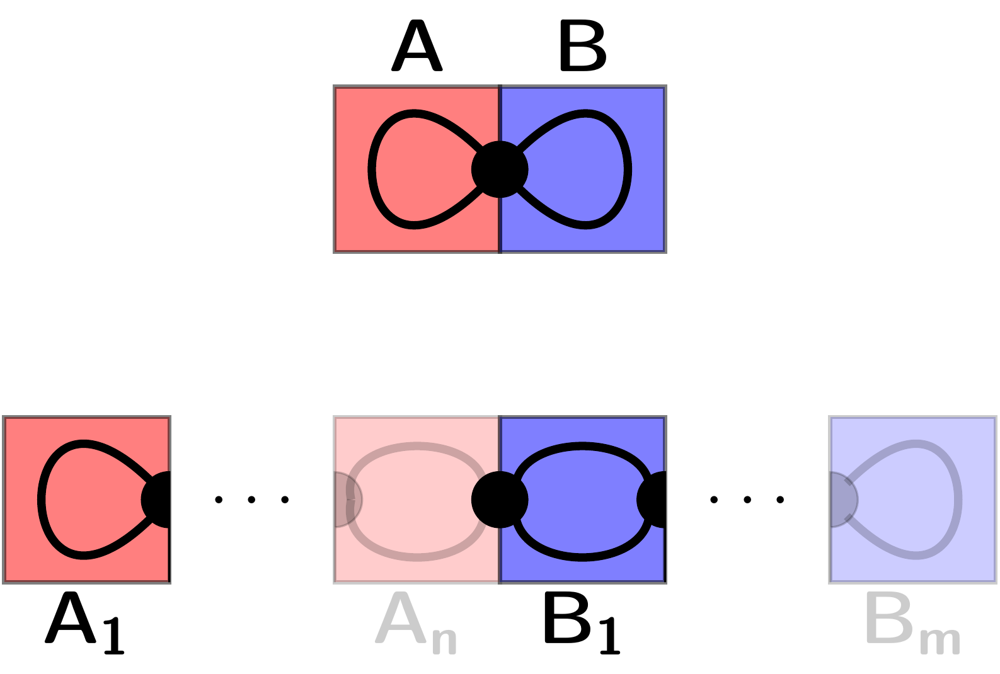 A B
· · · · · ·
A₁ Aₙ B₁ Bₘ